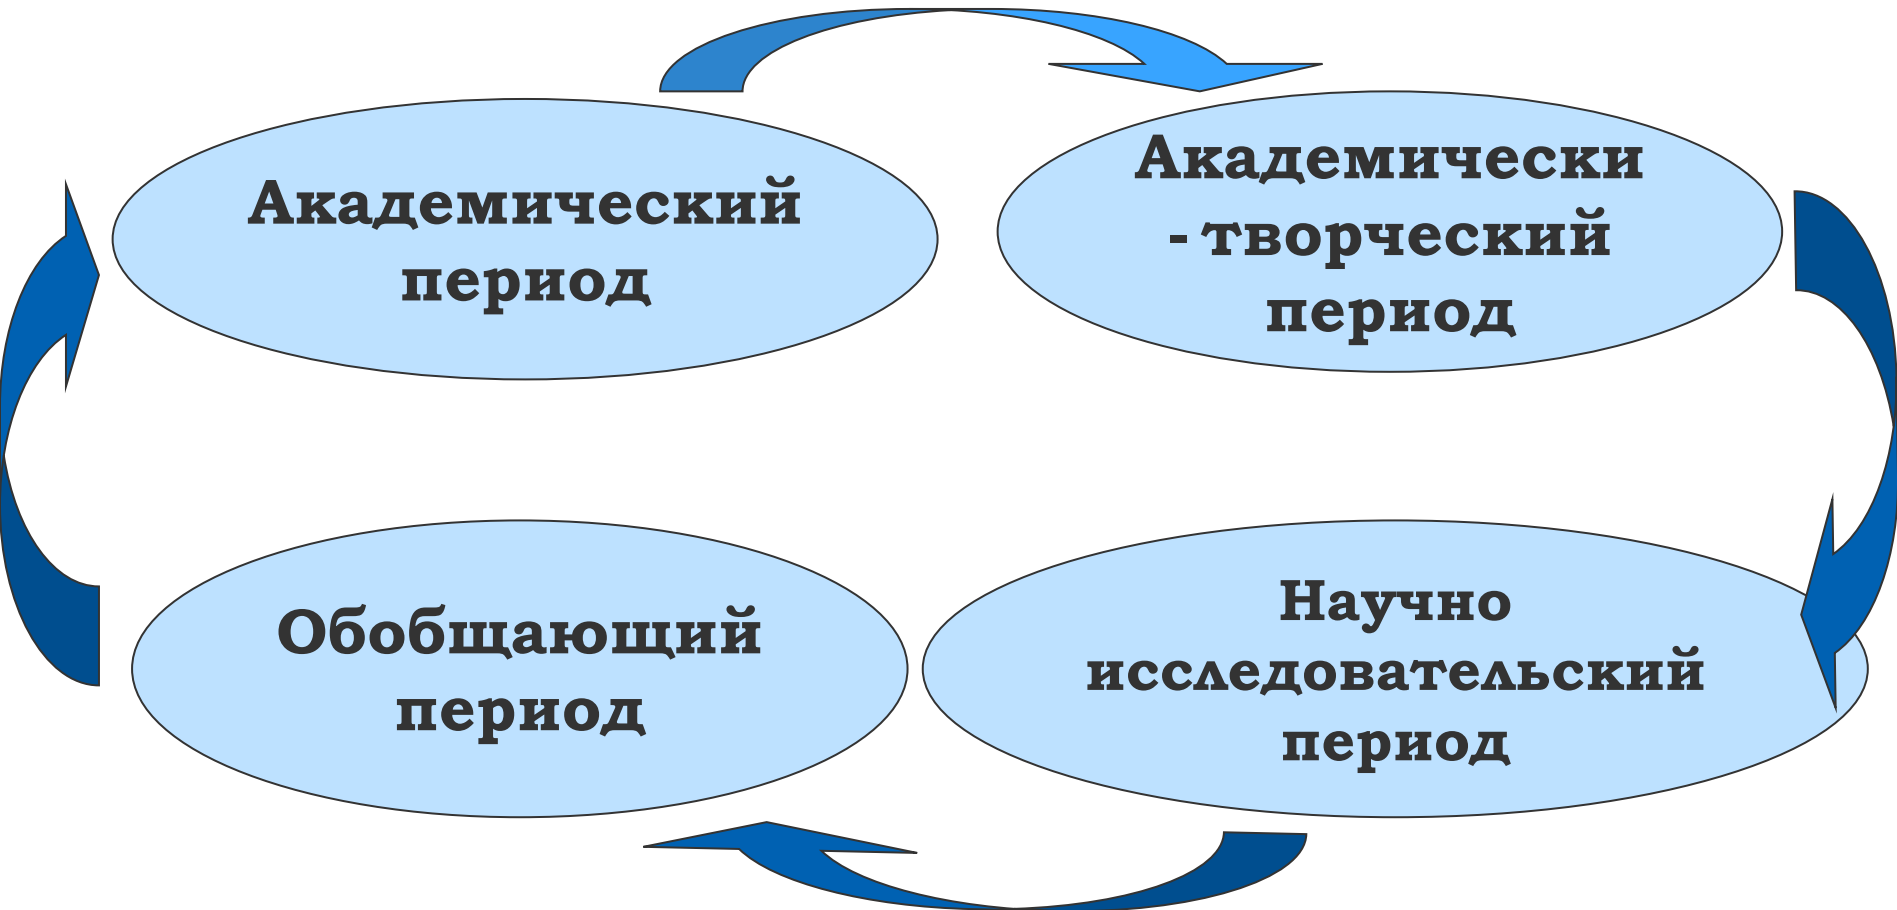 Академический
период
Академически
- творческий
период
Обобщающий
период
Научно
исследовательский
период